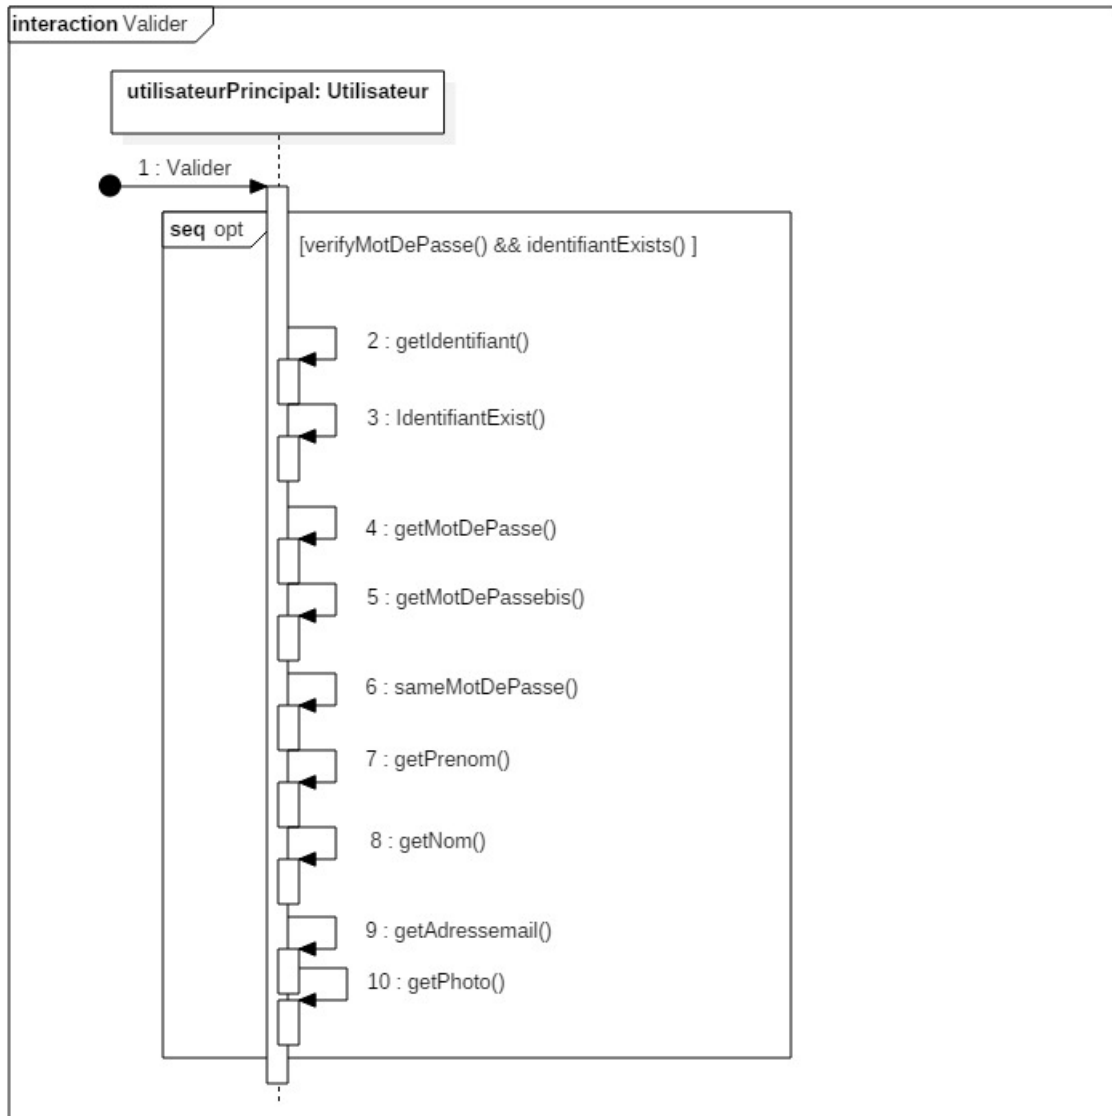 interaction Valider
utilisateurPrincipal: Utilisateur
1 : Valider
seq opt
[verifyMotDePasse() && identifiantExists() ]
2 : getIdentifiant()
3 : IdentifiantExist()
4 : getMotDePasse()
5 : getMotDePassebis()
6 : sameMotDePasse()
7 : getPrenom()
8 : getNom()
9 : getAdressemail()
10 : getPhoto()